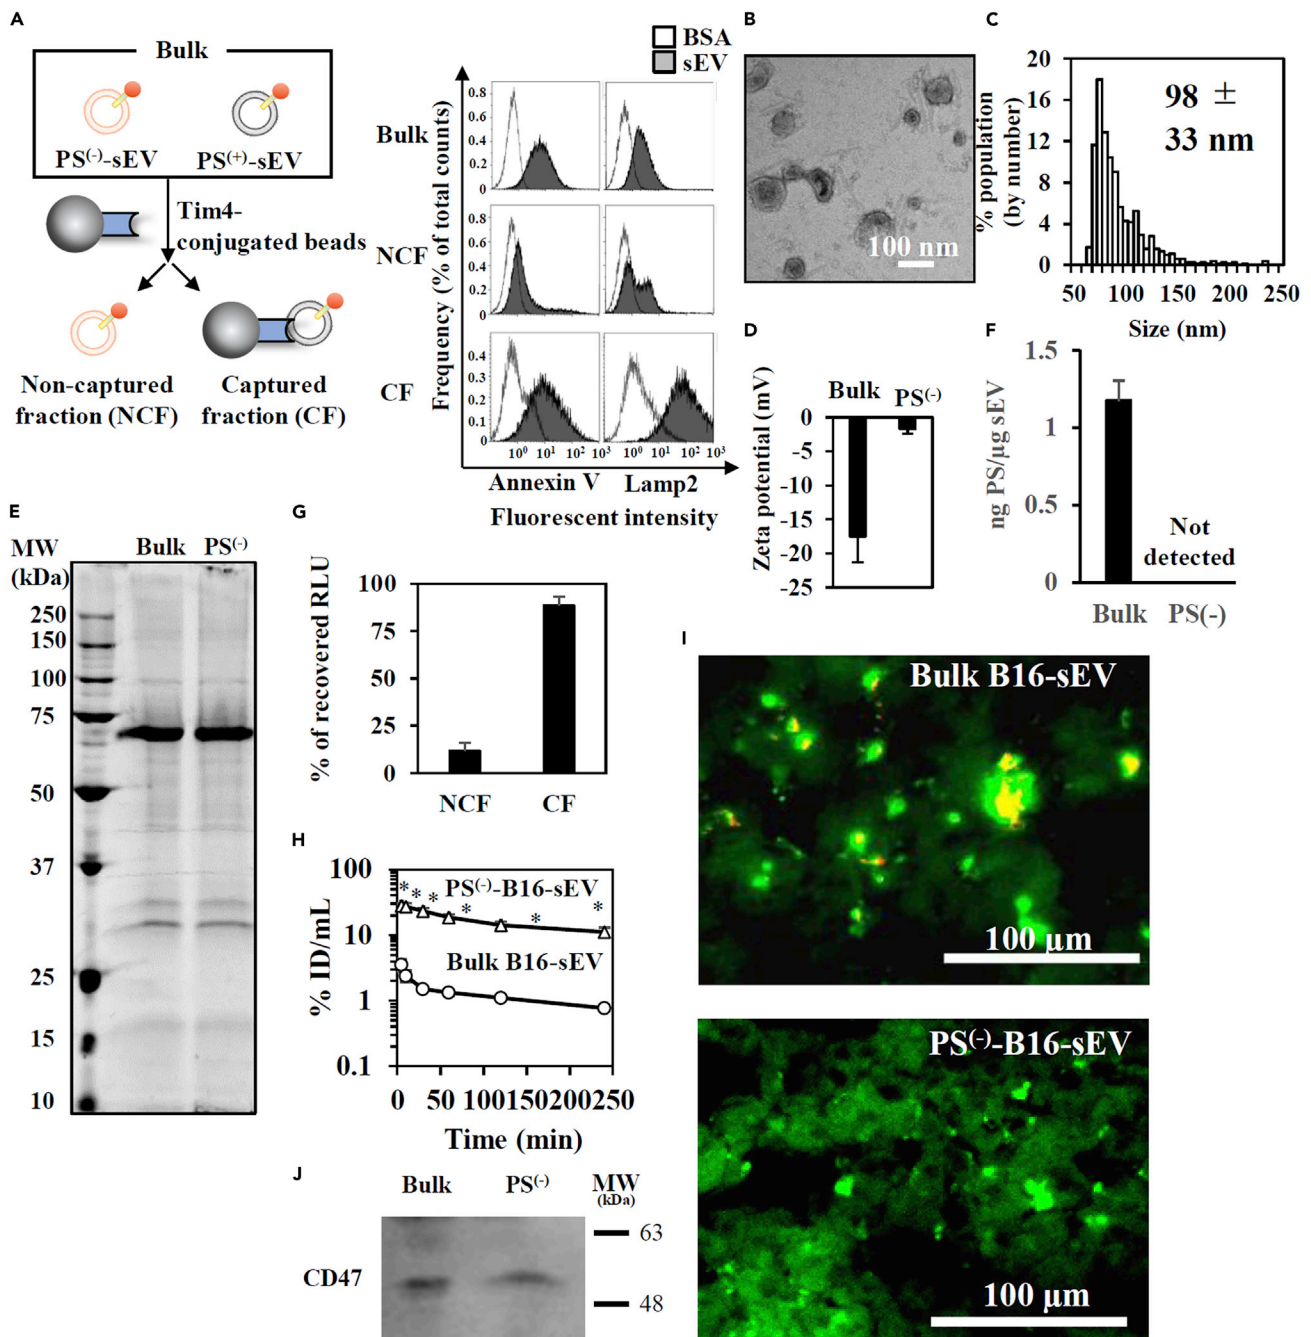 A
Bulk
PS(-)-sEV
PS(+)-sEV
Tim4-
conjugated beads
Non-captured
fraction (NCF)
Captured
fraction (CF)
BSA
sEV
Frequency (% of total counts)
Bulk
0.8
0.6
0.4
0.2
0
NCF
0.8
0.6
0.4
0.2
0
CF
0.5
0.4
0.3
0.2
0.1
0
10⁰ 10¹ 10² 10³
10⁰ 10¹ 10² 10³
Annexin V
Lamp2
Fluorescent intensity
B
100 nm
C
% population
(by number)
20
16
12
8
4
0
98 ±
33 nm
50 100 150 200 250
Size (nm)
D
Zeta potential (mV)
Bulk
PS(-)
0
-5
-10
-15
-20
-25
F
ng PS/μg sEV
1.5
1
0.5
0
Not
detected
Bulk PS(-)
E
MW
(kDa)
Bulk PS(-)
250
150
100
75
50
37
25
15
10
G
% of recovered RLU
100
75
50
25
0
NCF CF
H
% ID/mL
100
10
1
0.1
* * * * * *
PS(-)-B16-sEV
Bulk B16-sEV
0 50 100 150 200 250
Time (min)
I
Bulk B16-sEV
100 μm
PS(-)-B16-sEV
100 μm
J
Bulk PS(-) MW
(kDa)
63
CD47
48